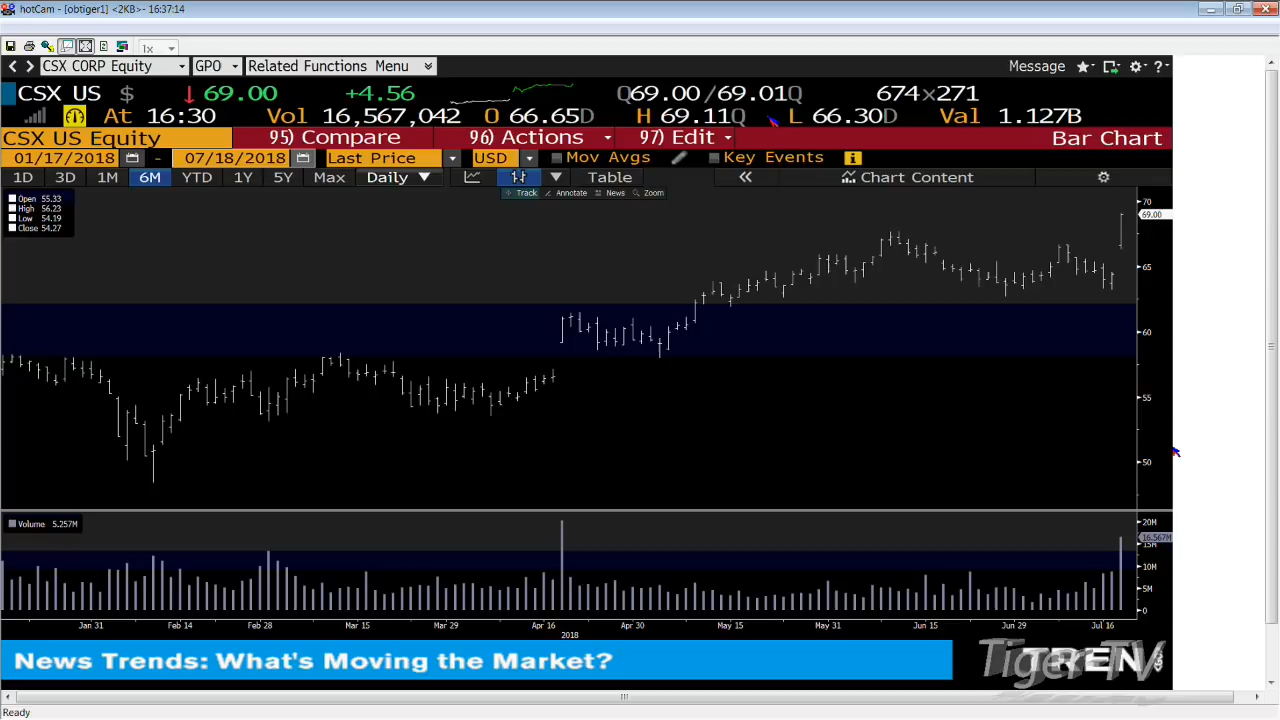 hotCam - [obtiger1] <2KB> - 16:37:14
1x
CSX CORP Equity GPO Related Functions Menu Message
CSX US $ ↓ 69.00 +4.56 Q69.00/69.01Q 674x271
At 16:30 Vol 16,567,042 O 66.65D H 69.11Q L 66.30D Val 1.127B
CSX US Equity 95) Compare 96) Actions 97) Edit Bar Chart
01/17/2018 - 07/18/2018 Last Price USD Mov Avgs Key Events
1D 3D 1M 6M YTD 1Y 5Y Max Daily ▼ Table « Chart Content
Track Annotate News Zoom
Open 55.33
High 56.23
Low 54.19
Close 54.27
70
69.00
65
60
55
50
Volume 5.257M
20M
16.567M
15M
10M
5M
0
Jan 31 Feb 14 Feb 28 Mar 15 Mar 29 Apr 16 Apr 30 May 15 May 31 Jun 15 Jun 29 Jul 16
2018
News Trends: What's Moving the Market?
TREN
Tiger TV
Ready